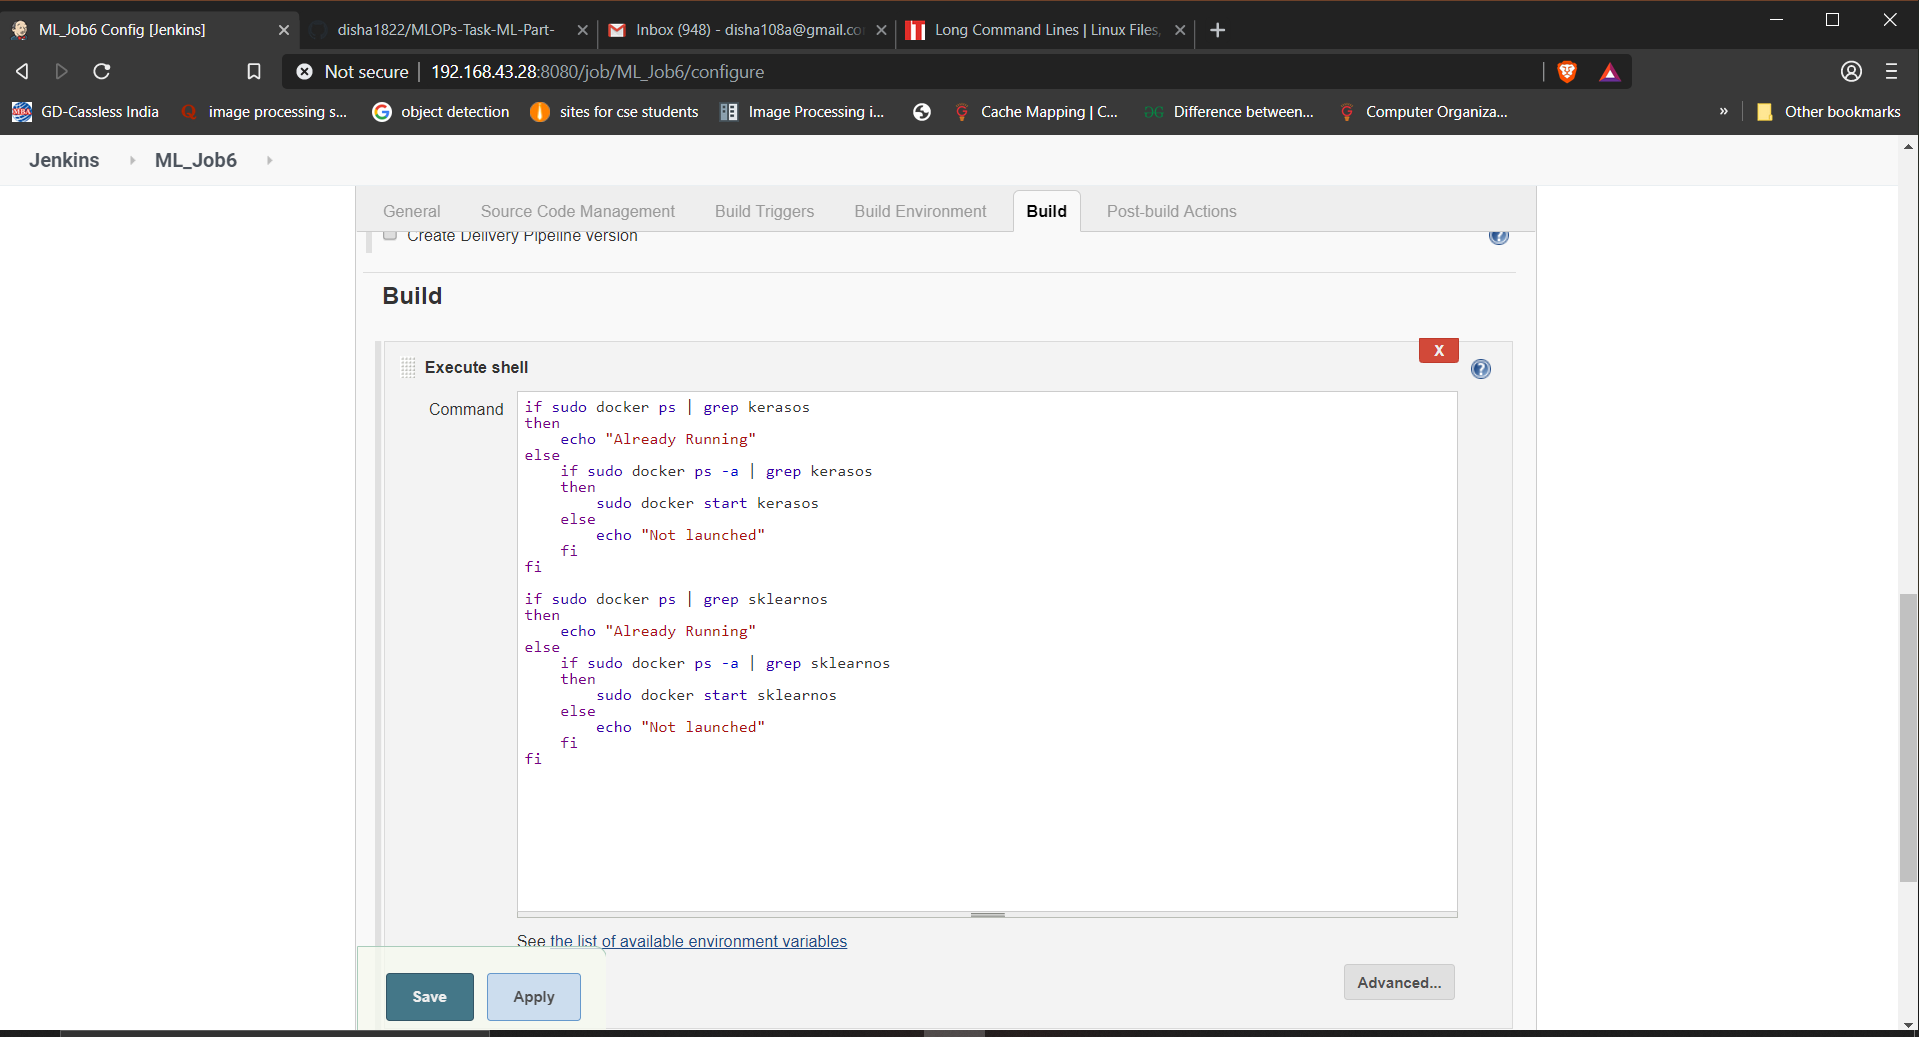 ML_Job6 Config [Jenkins]
disha1822/MLOPs-Task-ML-Part-
Inbox (948) - disha108a@gmail.co
Long Command Lines | Linux Files,
Not secure
192.168.43.28:8080/job/ML_Job6/configure
GD-Cassless India
image processing s...
object detection
sites for cse students
Image Processing i...
Cache Mapping | C...
Difference between...
Computer Organiza...
»
Other bookmarks
Jenkins
ML_Job6
General
Source Code Management
Build Triggers
Build Environment
Build
Post-build Actions
Create Delivery Pipeline version
Build
X
Execute shell
Command
if sudo docker ps | grep kerasos
then
    echo "Already Running"
else
    if sudo docker ps -a | grep kerasos
    then
        sudo docker start kerasos
    else
        echo "Not launched"
    fi
fi
if sudo docker ps | grep sklearnos
then
    echo "Already Running"
else
    if sudo docker ps -a | grep sklearnos
    then
        sudo docker start sklearnos
    else
        echo "Not launched"
    fi
fi
See the list of available environment variables
Advanced...
Save
Apply